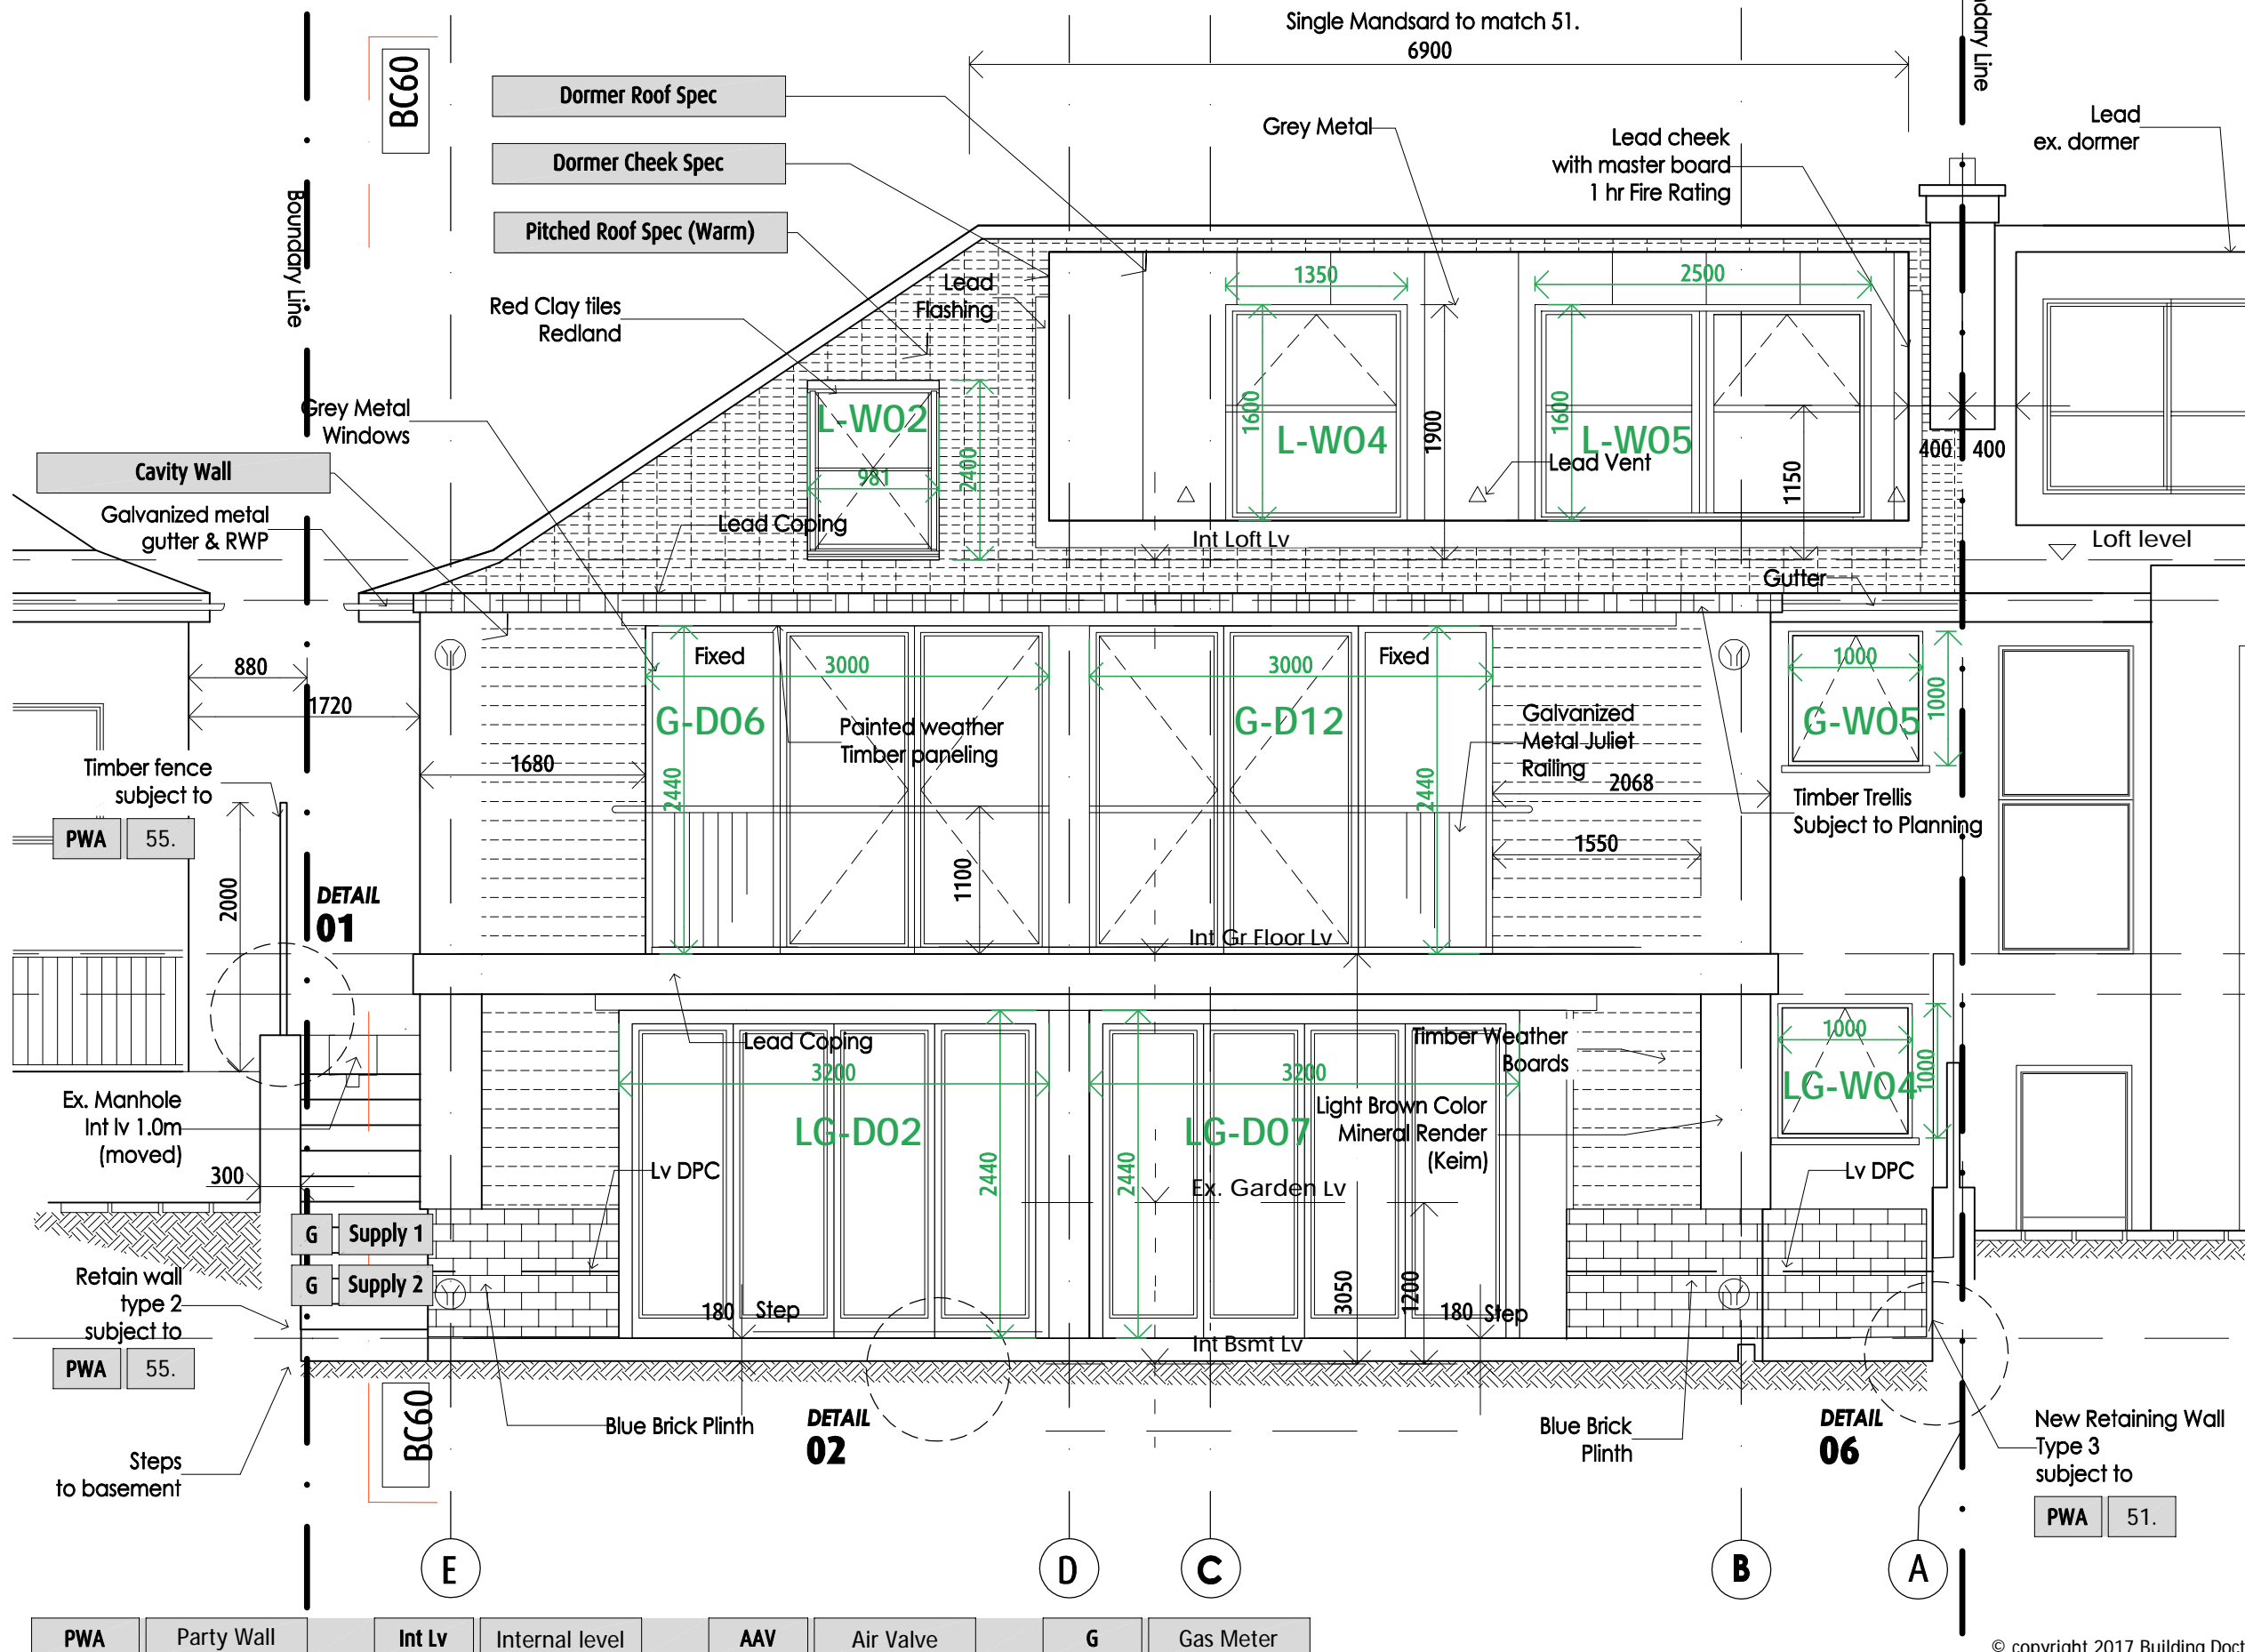 Single Mandsard to match 51.
6900
Boundary Line
BC60
Dormer Roof Spec
Dormer Cheek Spec
Pitched Roof Spec (Warm)
Grey Metal
Lead cheek
with master board
1 hr Fire Rating
Lead
ex. dormer
Lead
Flashing
Red Clay tiles
Redland
1350
2500
Grey Metal
Windows
Cavity Wall
Galvanized metal
gutter & RWP
L-W02
981
2400
1600
L-W04
1900
1600
L-W05
Lead Vent
1150
400
400
Lead Coping
Int Loft Lv
Loft level
Gutter
880
1720
1680
Fixed
3000
G-D06
2440
Painted weather
Timber paneling
3000
Fixed
G-D12
2440
Galvanized
Metal Juliet
Railing
2068
1550
1000
G-W05
1000
Timber Trellis
Subject to Planning
Timber fence
subject to
PWA
55.
2000
DETAIL
01
1100
Int Gr Floor Lv
Lead Coping
3200
LG-D02
2440
3200
LG-D07
2440
Timber Weather
Boards
Light Brown Color
Mineral Render
(Keim)
1000
LG-W04
1000
Ex. Manhole
Int lv 1.0m
(moved)
300
Lv DPC
Ex. Garden Lv
Lv DPC
G
Supply 1
G
Supply 2
Retain wall
type 2
subject to
PWA
55.
180
Step
3050
1200
180
Step
Int Bsmt Lv
BC60
Steps
to basement
Blue Brick Plinth
DETAIL
02
Blue Brick
Plinth
DETAIL
06
New Retaining Wall
Type 3
subject to
PWA
51.
E
D
C
B
A
PWA
Party Wall
Int Lv
Internal level
AAV
Air Valve
G
Gas Meter
© copyright 2017 Building